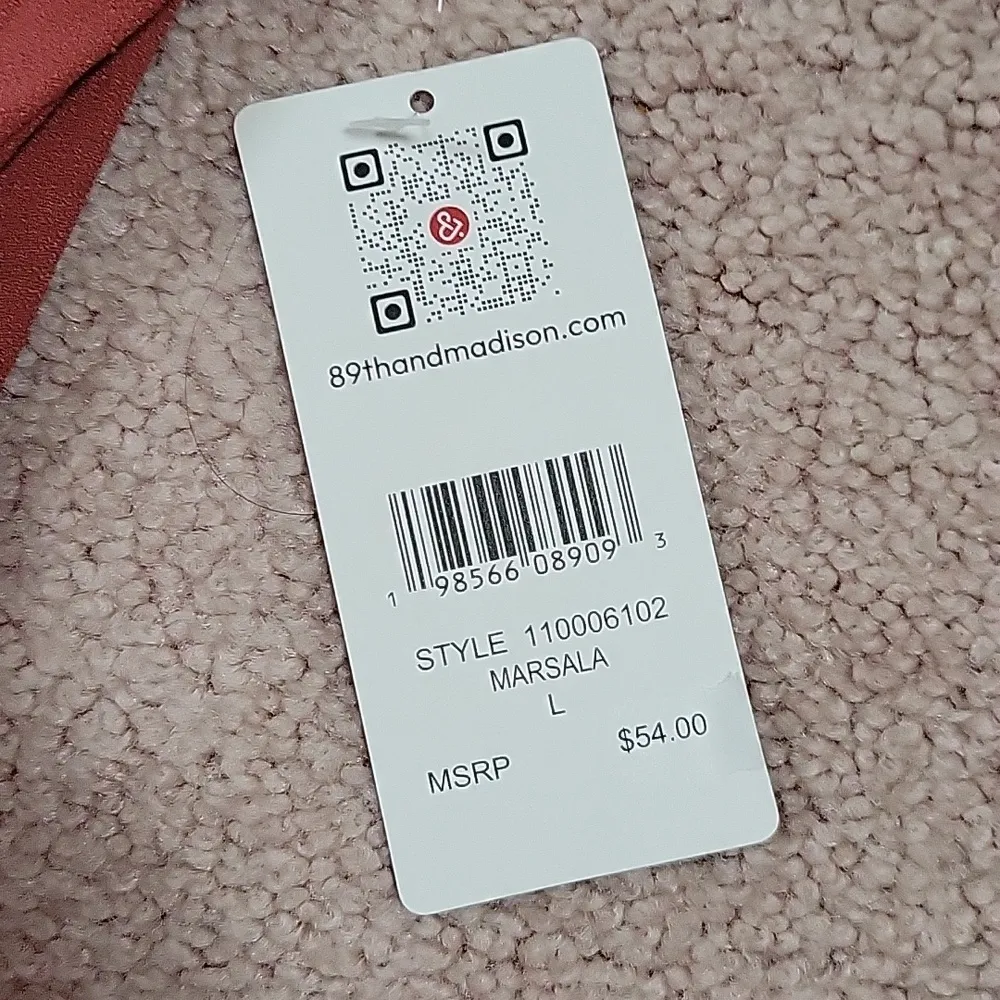 &
89thandmadison.com
1 98566 08909 3
STYLE 110006102
MARSALA
L
MSRP $54.00